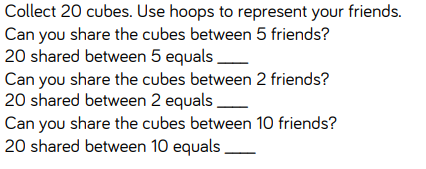 Collect 20 cubes. Use hoops to represent your friends.
Can you share the cubes between 5 friends?
20 shared between 5 equals ____
Can you share the cubes between 2 friends?
20 shared between 2 equals ____
Can you share the cubes between 10 friends?
20 shared between 10 equals ____